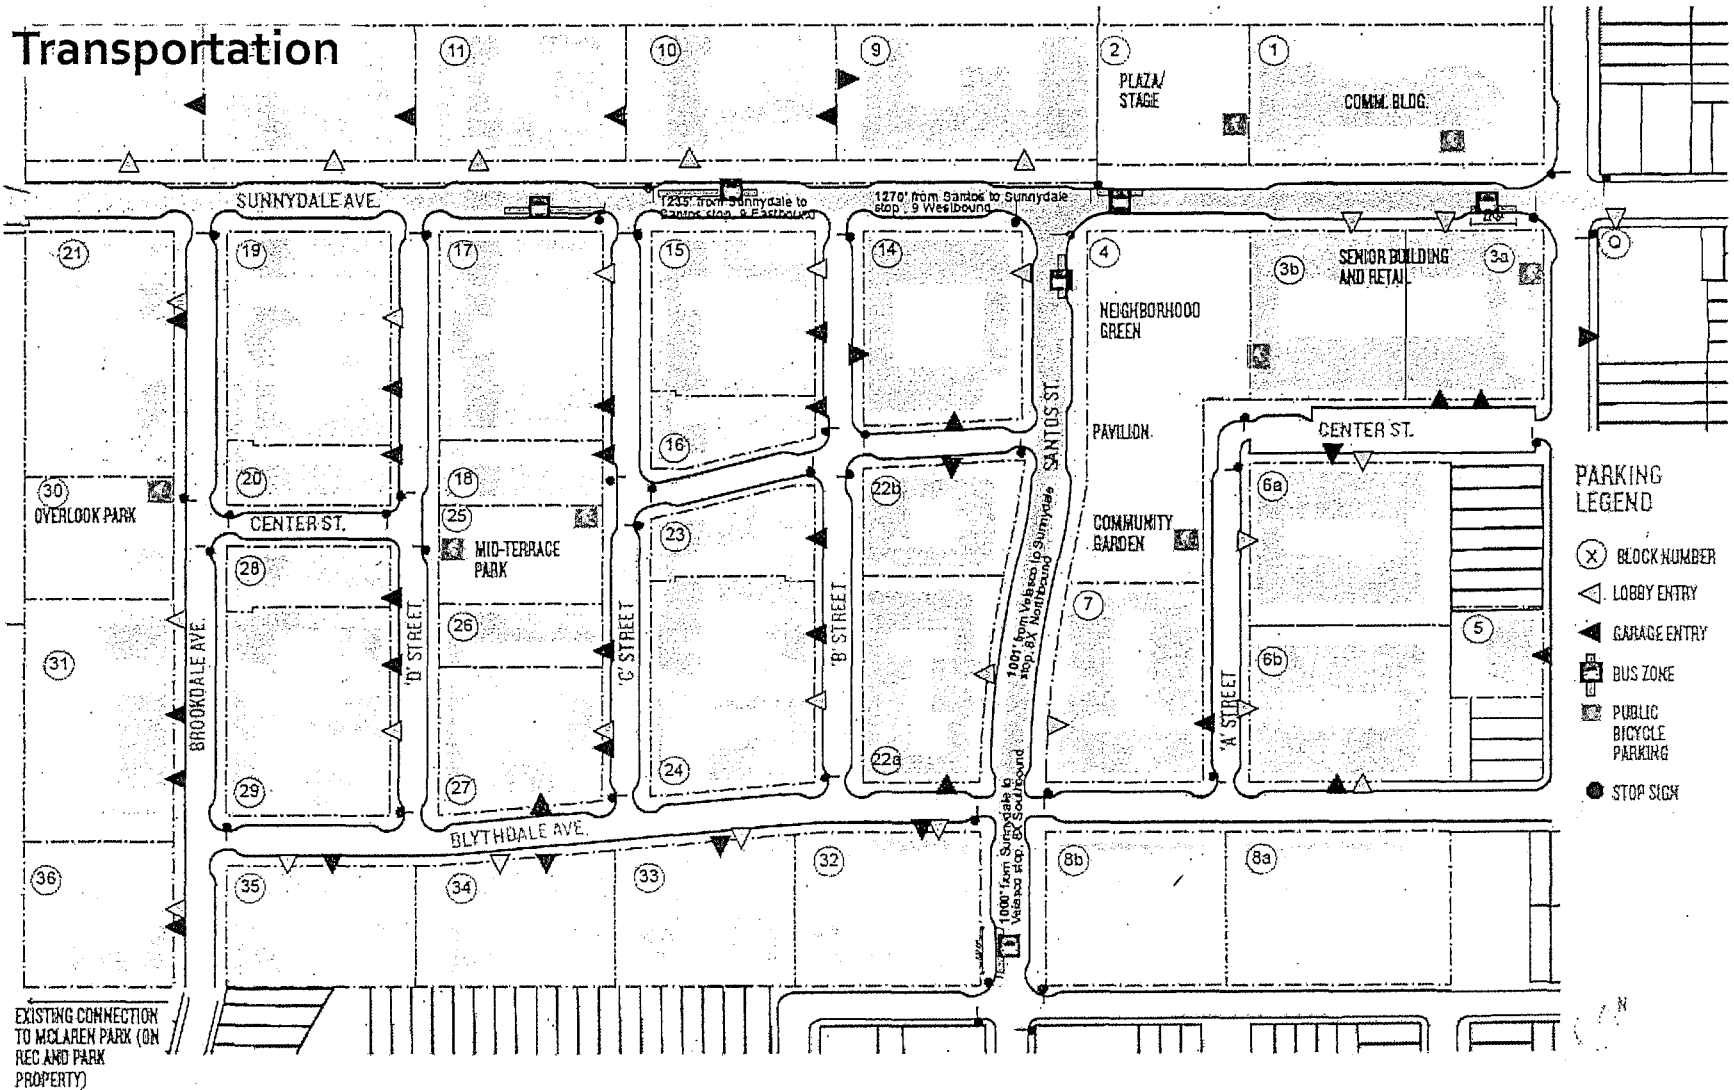 Transportation
11
10
9
2
1
PLAZA/
STAGE
COMM. BLDG.
SUNNYDALE AVE.
1235' from Sunnydale to
Santos stop, 9 Eastbound
1270' from Santos to Sunnydale
stop, 9 Westbound
21
19
17
15
14
4
3b
SENIOR BUILDING
AND RETAIL
3a
Q
NEIGHBORHOOD
GREEN
SANTOS ST.
PAVILION
CENTER ST.
16
20
18
30
OVERLOOK PARK
CENTER ST.
25
MID-TERRACE
PARK
22b
6a
COMMUNITY
GARDEN
23
28
7
26
31
BROOKDALE AVE.
'D' STREET
'C' STREET
'B' STREET
1001' from Velasco to Sunnydale
stop, 8X Northbound
'A' STREET
5
6b
29
27
24
22a
BLYTHDALE AVE.
1000' from Sunnydale to
Velasco stop, 8X Southbound
36
35
34
33
32
8b
8a
PARKING
LEGEND
X BLOCK NUMBER
LOBBY ENTRY
GARAGE ENTRY
BUS ZONE
PUBLIC
BICYCLE
PARKING
STOP SIGN
N
EXISTING CONNECTION
TO MCLAREN PARK (ON
REC AND PARK
PROPERTY)